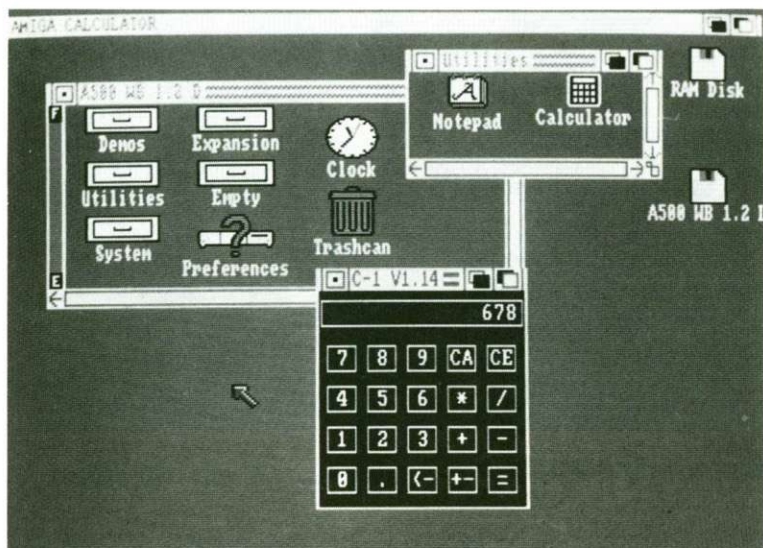 AMIGA CALCULATOR
Utilities
Notepad
Calculator
RAM Disk
A500 WB 1.2 D
A500 WB 1.2 D
F
E
Demos
Expansion
Clock
Utilities
Empty
Trashcan
System
Preferences
C-1 V1.14
678
7 8 9 CA CE
4 5 6 * /
1 2 3 + -
0 . <- +- =